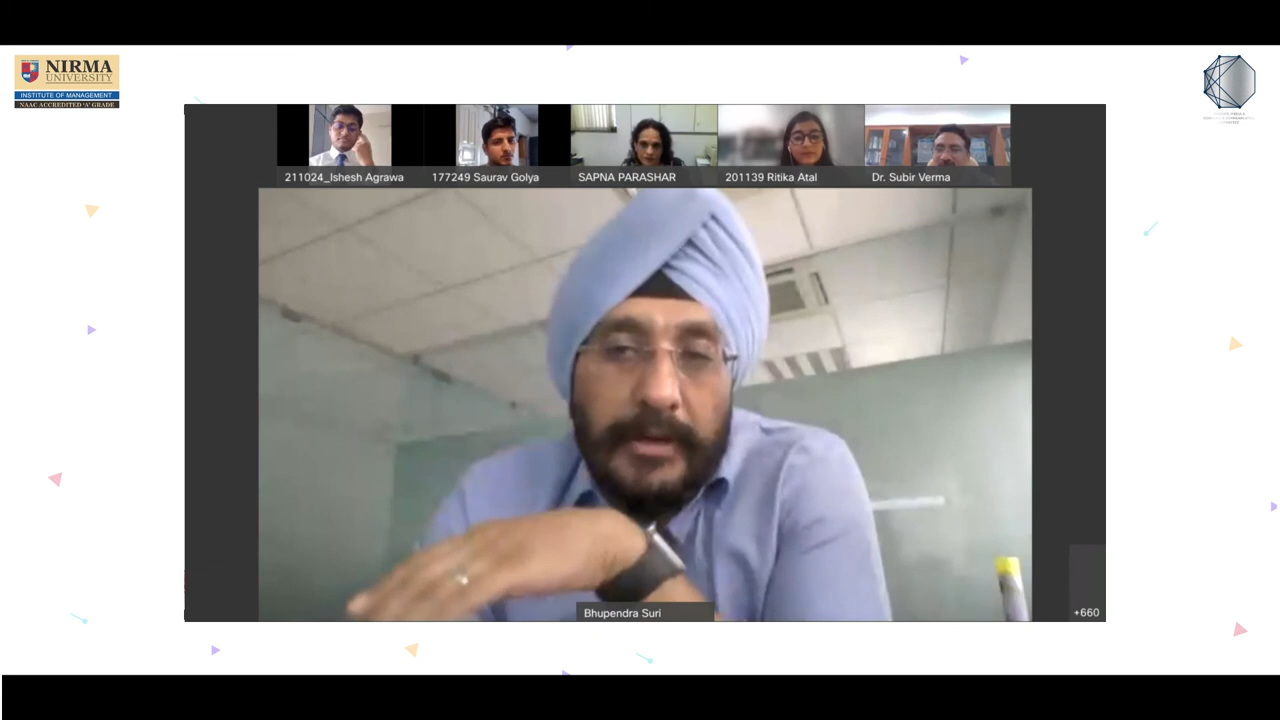 NIRMA
UNIVERSITY
INSTITUTE OF MANAGEMENT
NAAC ACCREDITED 'A' GRADE
211024_Ishesh Agrawa
177249 Saurav Golya
SAPNA PARASHAR
201139 Ritika Atal
Dr. Subir Verma
Bhupendra Suri
+660